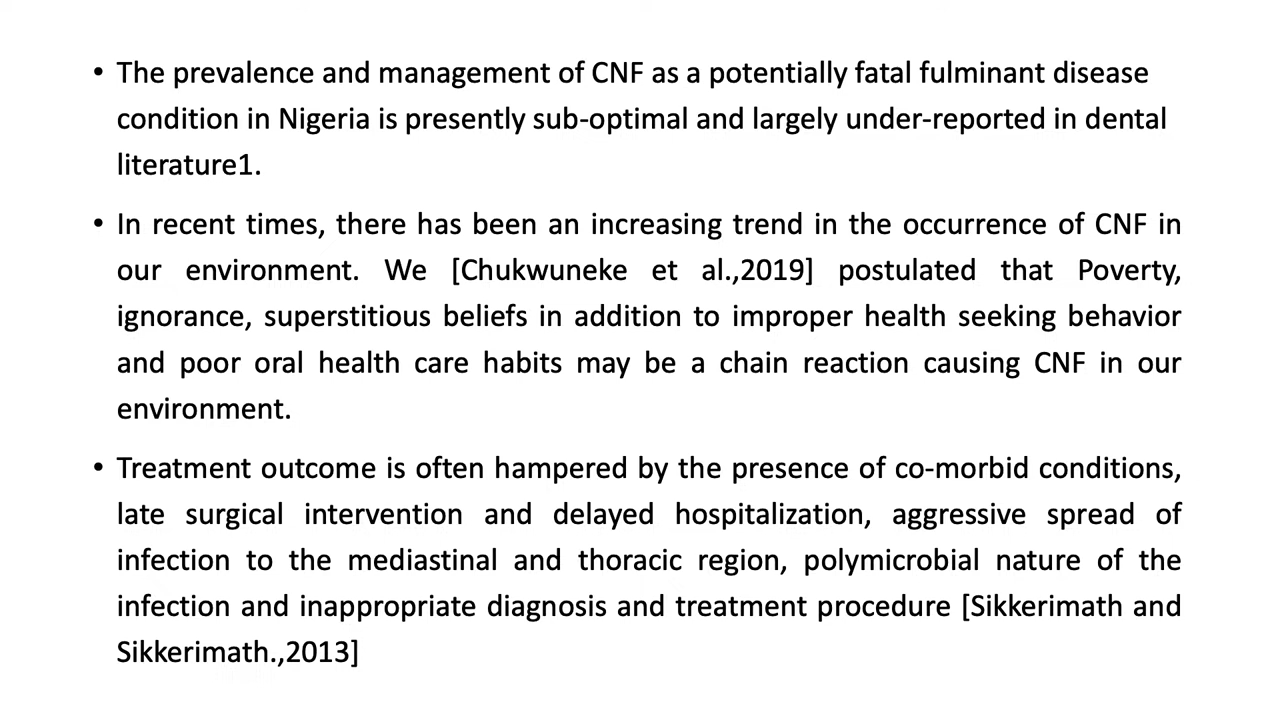 • The prevalence and management of CNF as a potentially fatal fulminant disease
condition in Nigeria is presently sub-optimal and largely under-reported in dental
literature1.
• In recent times, there has been an increasing trend in the occurrence of CNF in
our environment. We [Chukwuneke et al.,2019] postulated that Poverty,
ignorance, superstitious beliefs in addition to improper health seeking behavior
and poor oral health care habits may be a chain reaction causing CNF in our
environment.
• Treatment outcome is often hampered by the presence of co-morbid conditions,
late surgical intervention and delayed hospitalization, aggressive spread of
infection to the mediastinal and thoracic region, polymicrobial nature of the
infection and inappropriate diagnosis and treatment procedure [Sikkerimath and
Sikkerimath.,2013]